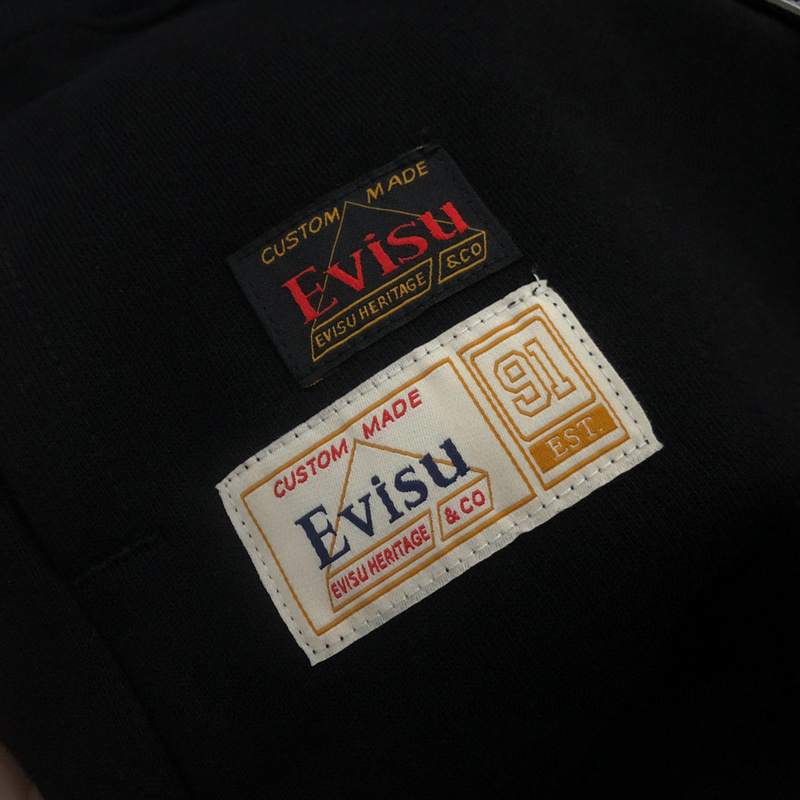 CUSTOM MADE
Evisu
EVISU HERITAGE &CO
CUSTOM MADE
Evisu
EVISU HERITAGE & CO
91
EST.